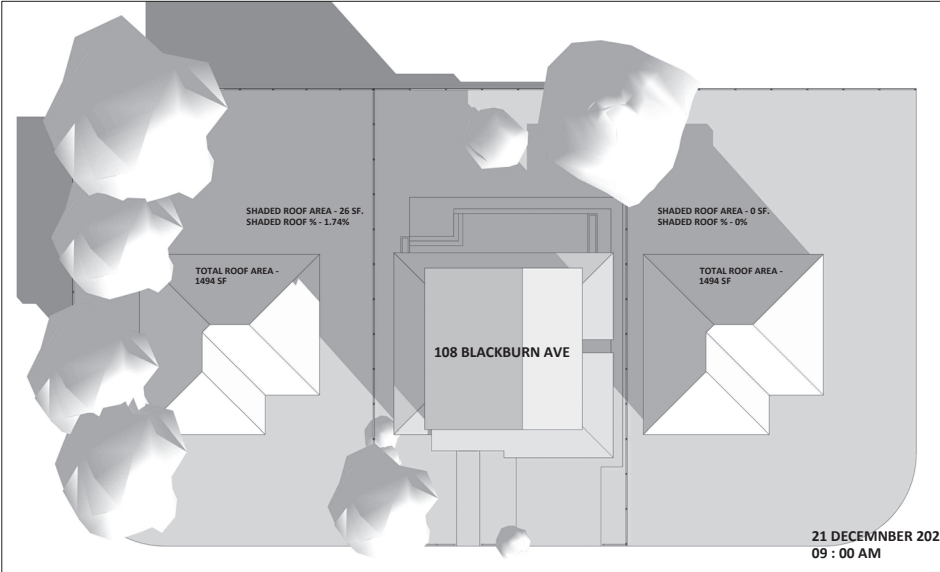 SHADED ROOF AREA - 26 SF.
SHADED ROOF % - 1.74%
SHADED ROOF AREA - 0 SF.
SHADED ROOF % - 0%
TOTAL ROOF AREA -
1494 SF
TOTAL ROOF AREA -
1494 SF
108 BLACKBURN AVE
21 DECEMNBER 202
09 : 00 AM